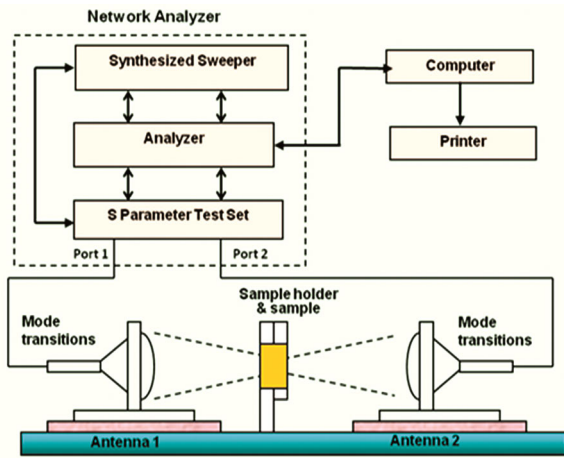 Network Analyzer
Synthesized Sweeper
Computer
Analyzer
Printer
S Parameter Test Set
Port 1
Port 2
Sample holder
& sample
Mode
transitions
Mode
transitions
Antenna 1
Antenna 2